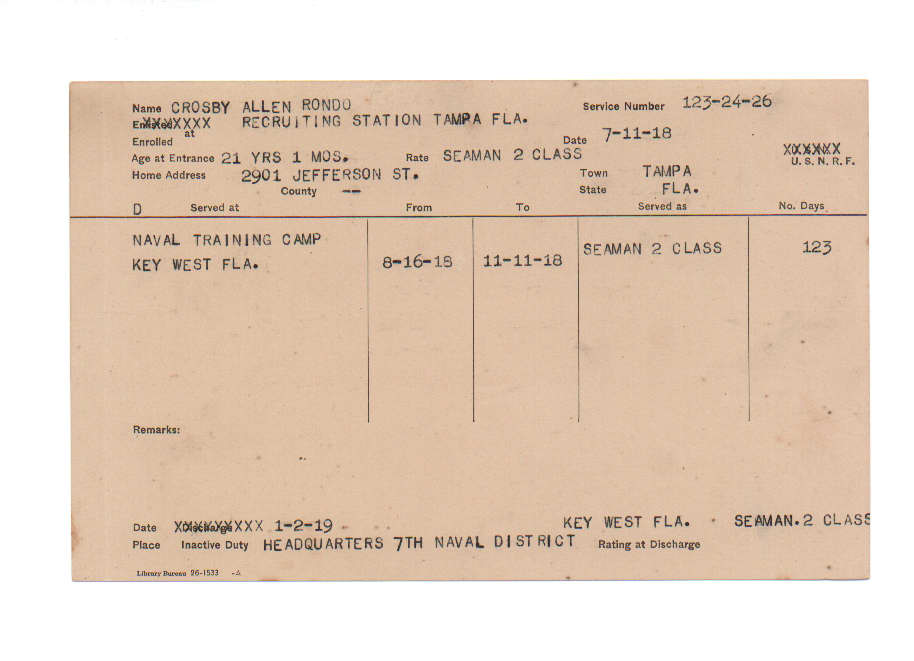 Name CROSBY ALLEN RONDO Service Number 123-24-26
Enlisted XXXXXXX at RECRUITING STATION TAMPA FLA.
Enrolled Date 7-11-18 XXXXXX
Age at Entrance 21 YRS 1 MOS. Rate SEAMAN 2 CLASS U. S. N. R. F.
Home Address 2901 JEFFERSON ST. Town TAMPA
County -- State FLA.
D Served at From To Served as No. Days
NAVAL TRAINING CAMP SEAMAN 2 CLASS 123
KEY WEST FLA. 8-16-18 11-11-18
Remarks:
Date Discharge XXXXXXXXX 1-2-19 KEY WEST FLA. SEAMAN.2 CLASS
Place Inactive Duty HEADQUARTERS 7TH NAVAL DISTRICT Rating at Discharge
Library Bureau 26-1533